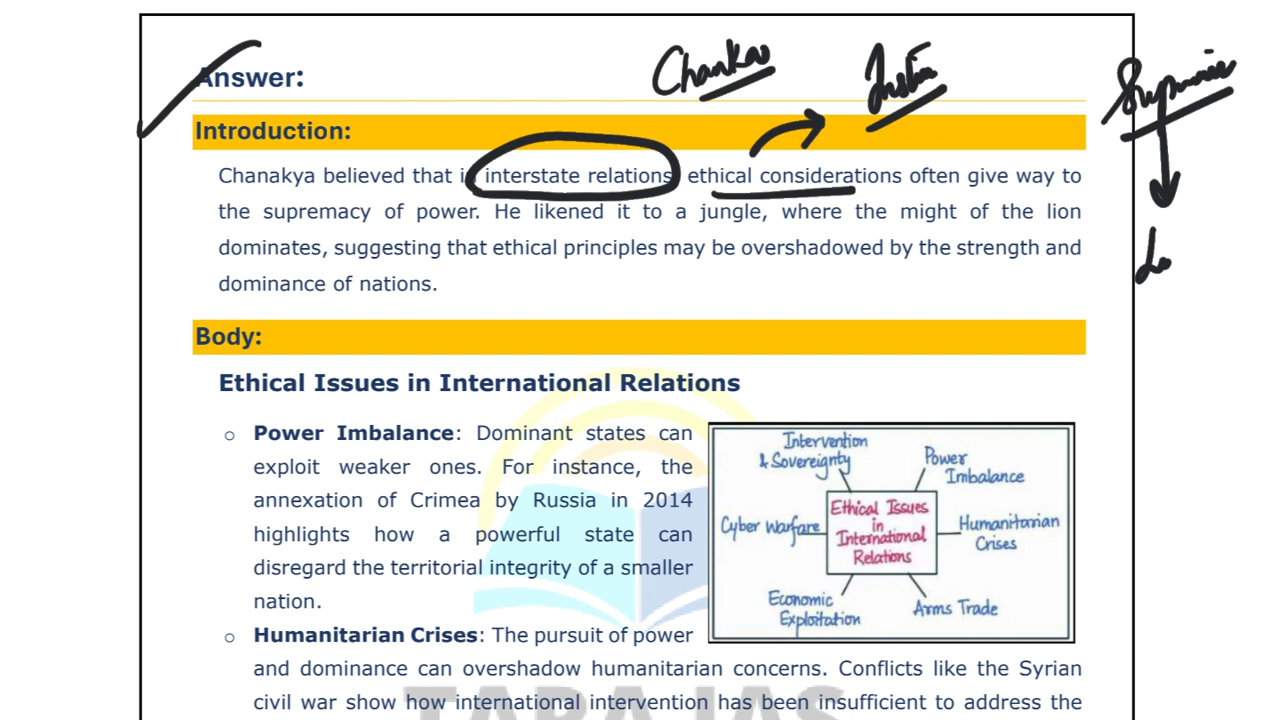 Answer:
Introduction:
Chanakya believed that i interstate relations ethical considerations often give way to
the supremacy of power. He likened it to a jungle, where the might of the lion
dominates, suggesting that ethical principles may be overshadowed by the strength and
dominance of nations.
Body:
Ethical Issues in International Relations
o Power Imbalance: Dominant states can
exploit weaker ones. For instance, the
annexation of Crimea by Russia in 2014
highlights how a powerful state can
disregard the territorial integrity of a smaller
nation.
Intervention
& Sovereignty
Power
Imbalance
Cyber Warfare
Ethical Issues
in
International
Relations
Humanitarian
Crises
Economic
Exploitation
Arms Trade
o Humanitarian Crises: The pursuit of power
and dominance can overshadow humanitarian concerns. Conflicts like the Syrian
civil war show how international intervention has been insufficient to address the